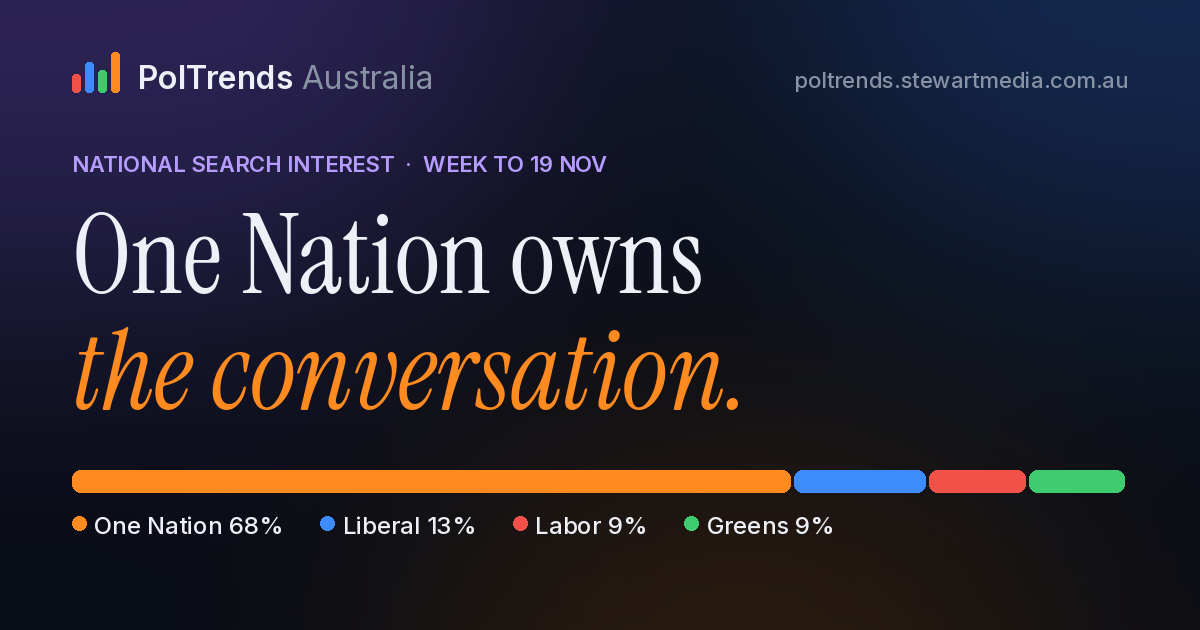 PolTrends Australia
poltrends.stewartmedia.com.au
NATIONAL SEARCH INTEREST · WEEK TO 19 NOV
One Nation owns
the conversation.
One Nation 68% Liberal 13% Labor 9% Greens 9%